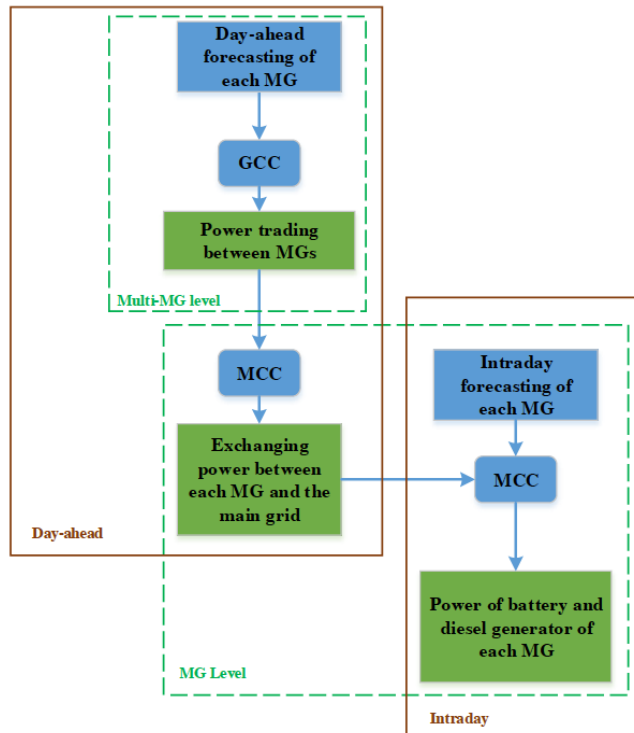 Day-ahead
forecasting of
each MG
GCC
Power trading
between MGs
Multi-MG level
MCC
Exchanging
power between
each MG and the
main grid
Day-ahead
Intraday
forecasting of
each MG
MCC
Power of battery and
diesel generator of
each MG
MG Level
Intraday